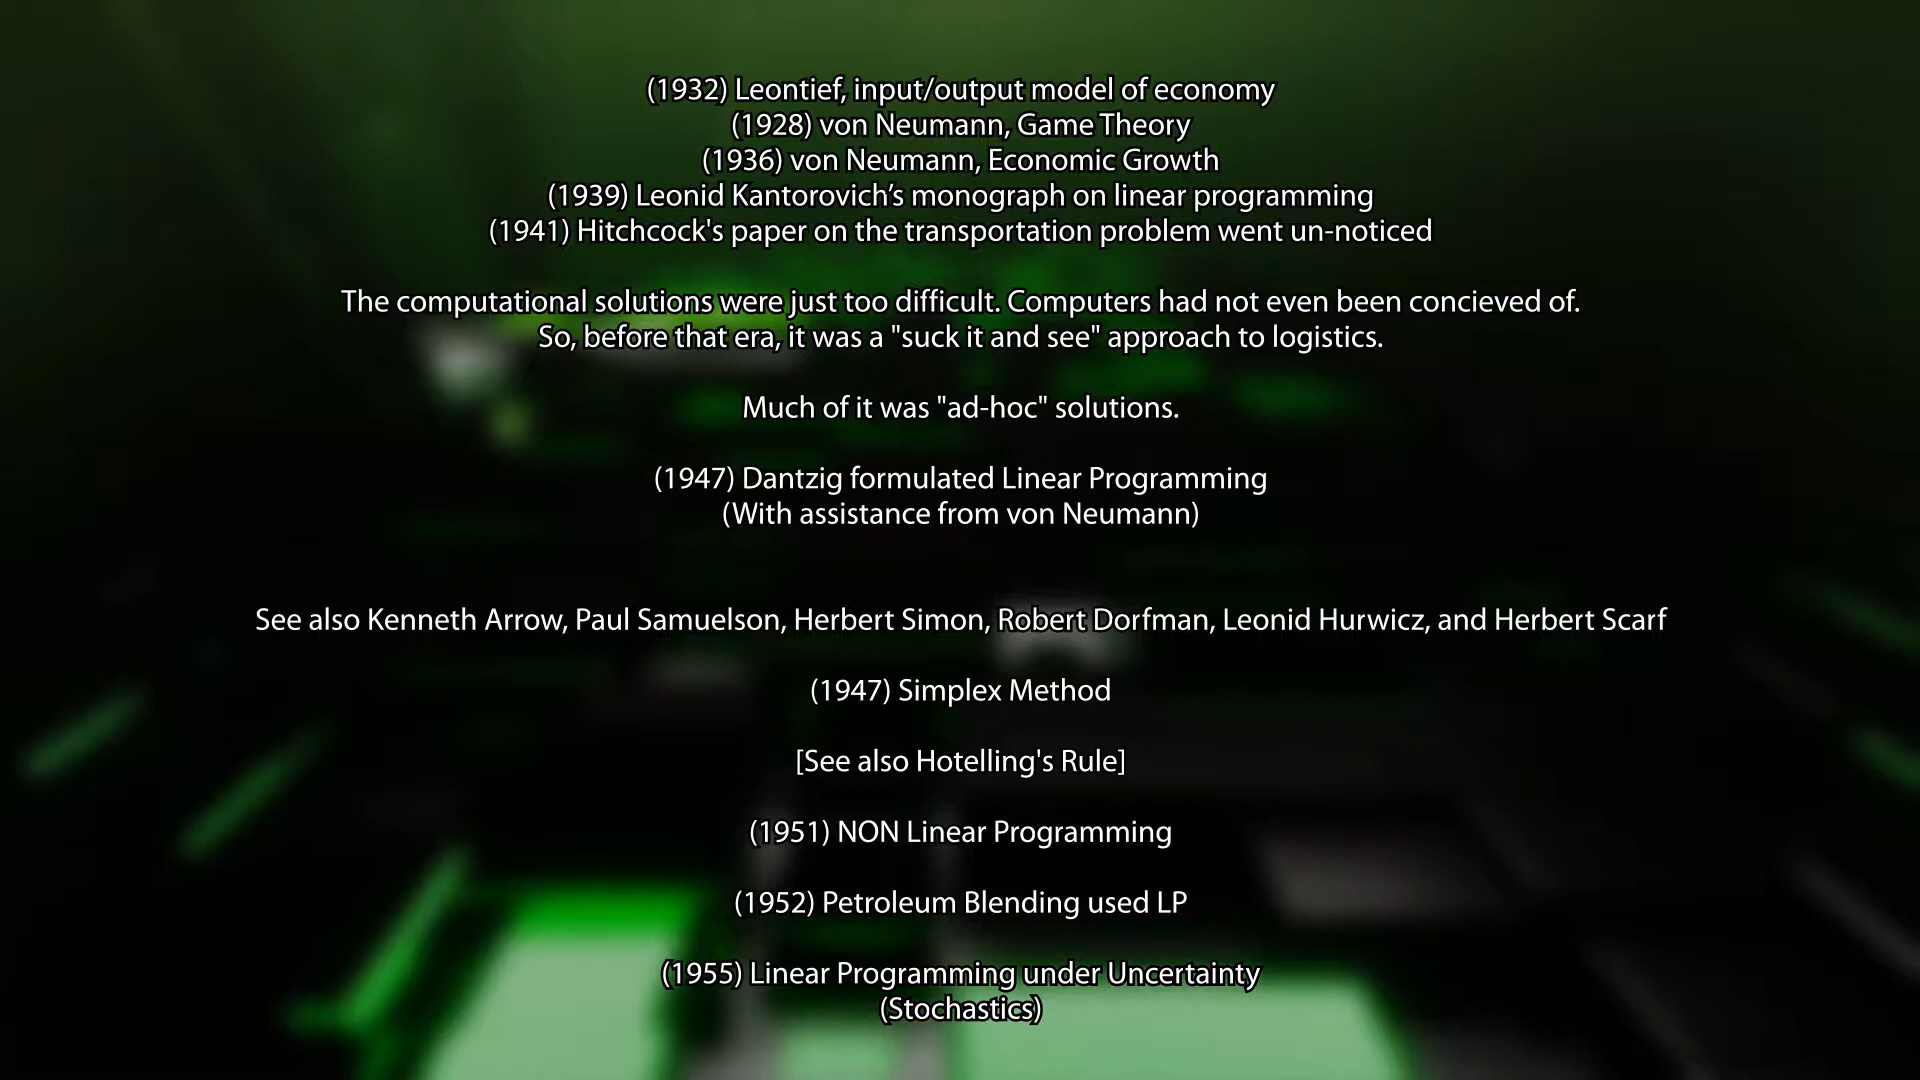 (1932) Leontief, input/output model of economy
(1928) von Neumann, Game Theory
(1936) von Neumann, Economic Growth
(1939) Leonid Kantorovich’s monograph on linear programming
(1941) Hitchcock's paper on the transportation problem went un-noticed
The computational solutions were just too difficult. Computers had not even been concieved of.
So, before that era, it was a "suck it and see" approach to logistics.
Much of it was "ad-hoc" solutions.
(1947) Dantzig formulated Linear Programming
(With assistance from von Neumann)
See also Kenneth Arrow, Paul Samuelson, Herbert Simon, Robert Dorfman, Leonid Hurwicz, and Herbert Scarf
(1947) Simplex Method
[See also Hotelling's Rule]
(1951) NON Linear Programming
(1952) Petroleum Blending used LP
(1955) Linear Programming under Uncertainty
(Stochastics)